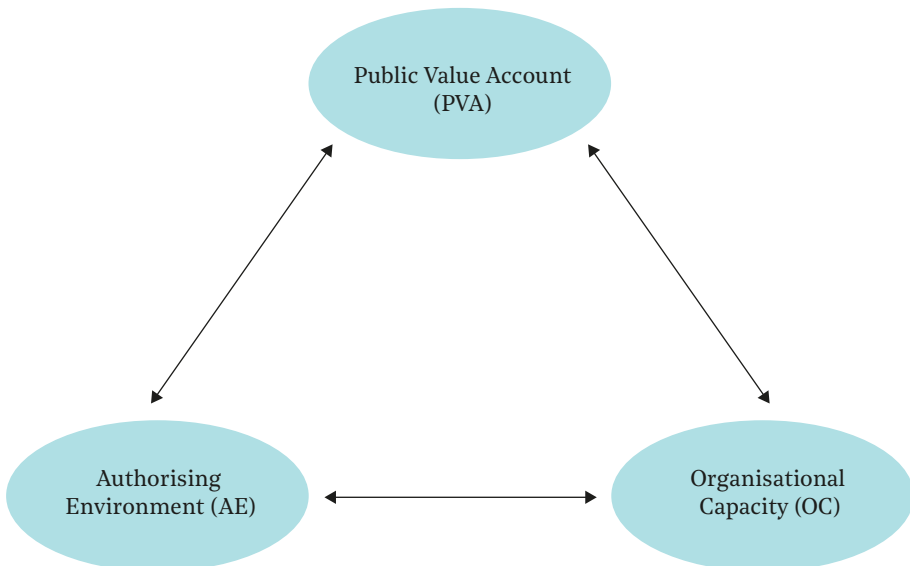 Public Value Account
(PVA)
Authorising
Environment (AE)
Organisational
Capacity (OC)